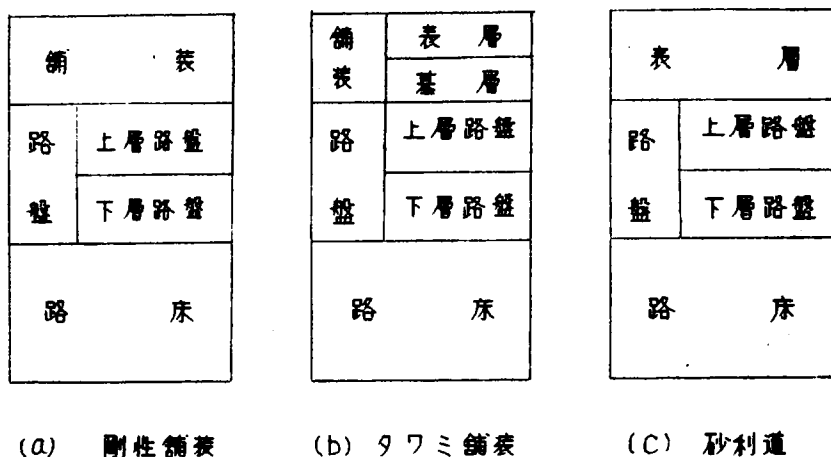 舗装
路盤
上層路盤
下層路盤
路床
(a) 剛性舗装
舗装
表層
基層
路盤
上層路盤
下層路盤
路床
(b) タワミ舗装
表層
路盤
上層路盤
下層路盤
路床
(C) 砂利道